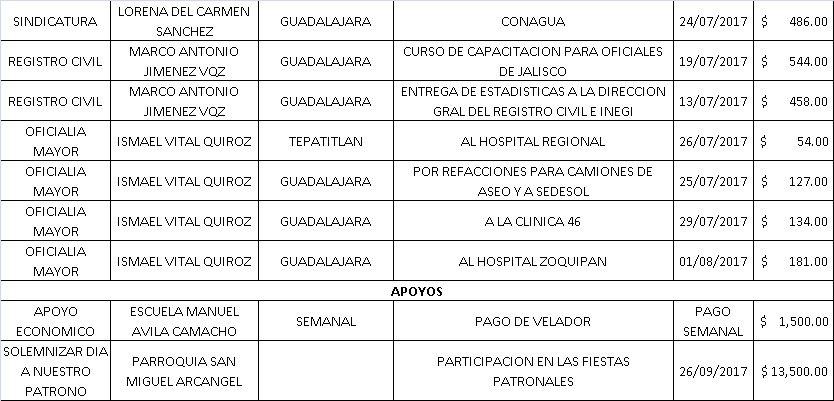 SINDICATURA LORENA DEL CARMEN SANCHEZ GUADALAJARA CONAGUA 24/07/2017 $ 486.00
REGISTRO CIVIL MARCO ANTONIO JIMENEZ VQZ GUADALAJARA CURSO DE CAPACITACION PARA OFICIALES DE JALISCO 19/07/2017 $ 544.00
REGISTRO CIVIL MARCO ANTONIO JIMENEZ VQZ GUADALAJARA ENTREGA DE ESTADISTICAS A LA DIRECCION GRAL DEL REGISTRO CIVIL E INEGI 13/07/2017 $ 458.00
OFICIALIA MAYOR ISMAEL VITAL QUIROZ TEPATITLAN AL HOSPITAL REGIONAL 26/07/2017 $ 54.00
OFICIALIA MAYOR ISMAEL VITAL QUIROZ GUADALAJARA POR REFACCIONES PARA CAMIONES DE ASEO Y A SEDESOL 25/07/2017 $ 127.00
OFICIALIA MAYOR ISMAEL VITAL QUIROZ GUADALAJARA A LA CLINICA 46 29/07/2017 $ 134.00
OFICIALIA MAYOR ISMAEL VITAL QUIROZ GUADALAJARA AL HOSPITAL ZOQUIPAN 01/08/2017 $ 181.00
APOYOS
APOYO ECONOMICO ESCUELA MANUEL AVILA CAMACHO SEMANAL PAGO DE VELADOR PAGO SEMANAL $ 1,500.00
SOLEMNIZAR DIA A NUESTRO PATRONO PARROQUIA SAN MIGUEL ARCANGEL PARTICIPACION EN LAS FIESTAS PATRONALES 26/09/2017 $ 13,500.00